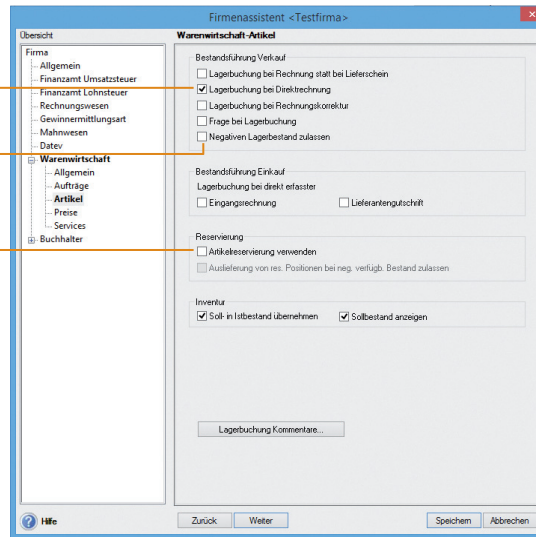 Firmenassistent <Testfirma>
Übersicht
Firma
Allgemein
Finanzamt Umsatzsteuer
Finanzamt Lohnsteuer
Rechnungswesen
Gewinnermittlungsart
Mahnwesen
Datev
Warenwirtschaft
Allgemein
Aufträge
Artikel
Preise
Services
Buchhalter
Warenwirtschaft-Artikel
Bestandsführung Verkauf
Lagerbuchung bei Rechnung statt bei Lieferschein
Lagerbuchung bei Direktrechnung
Lagerbuchung bei Rechnungskorrektur
Frage bei Lagerbuchung
Negativen Lagerbestand zulassen
Bestandsführung Einkauf
Lagerbuchung bei direkt erfasster
Eingangsrechnung Lieferantengutschrift
Reservierung
Artikelreservierung verwenden
Auslieferung von res. Positionen bei neg. verfügb. Bestand zulassen
Inventur
Soll- in Istbestand übernehmen Sollbestand anzeigen
Lagerbuchung Kommentare...
Hilfe Zurück Weiter Speichern Abbrechen